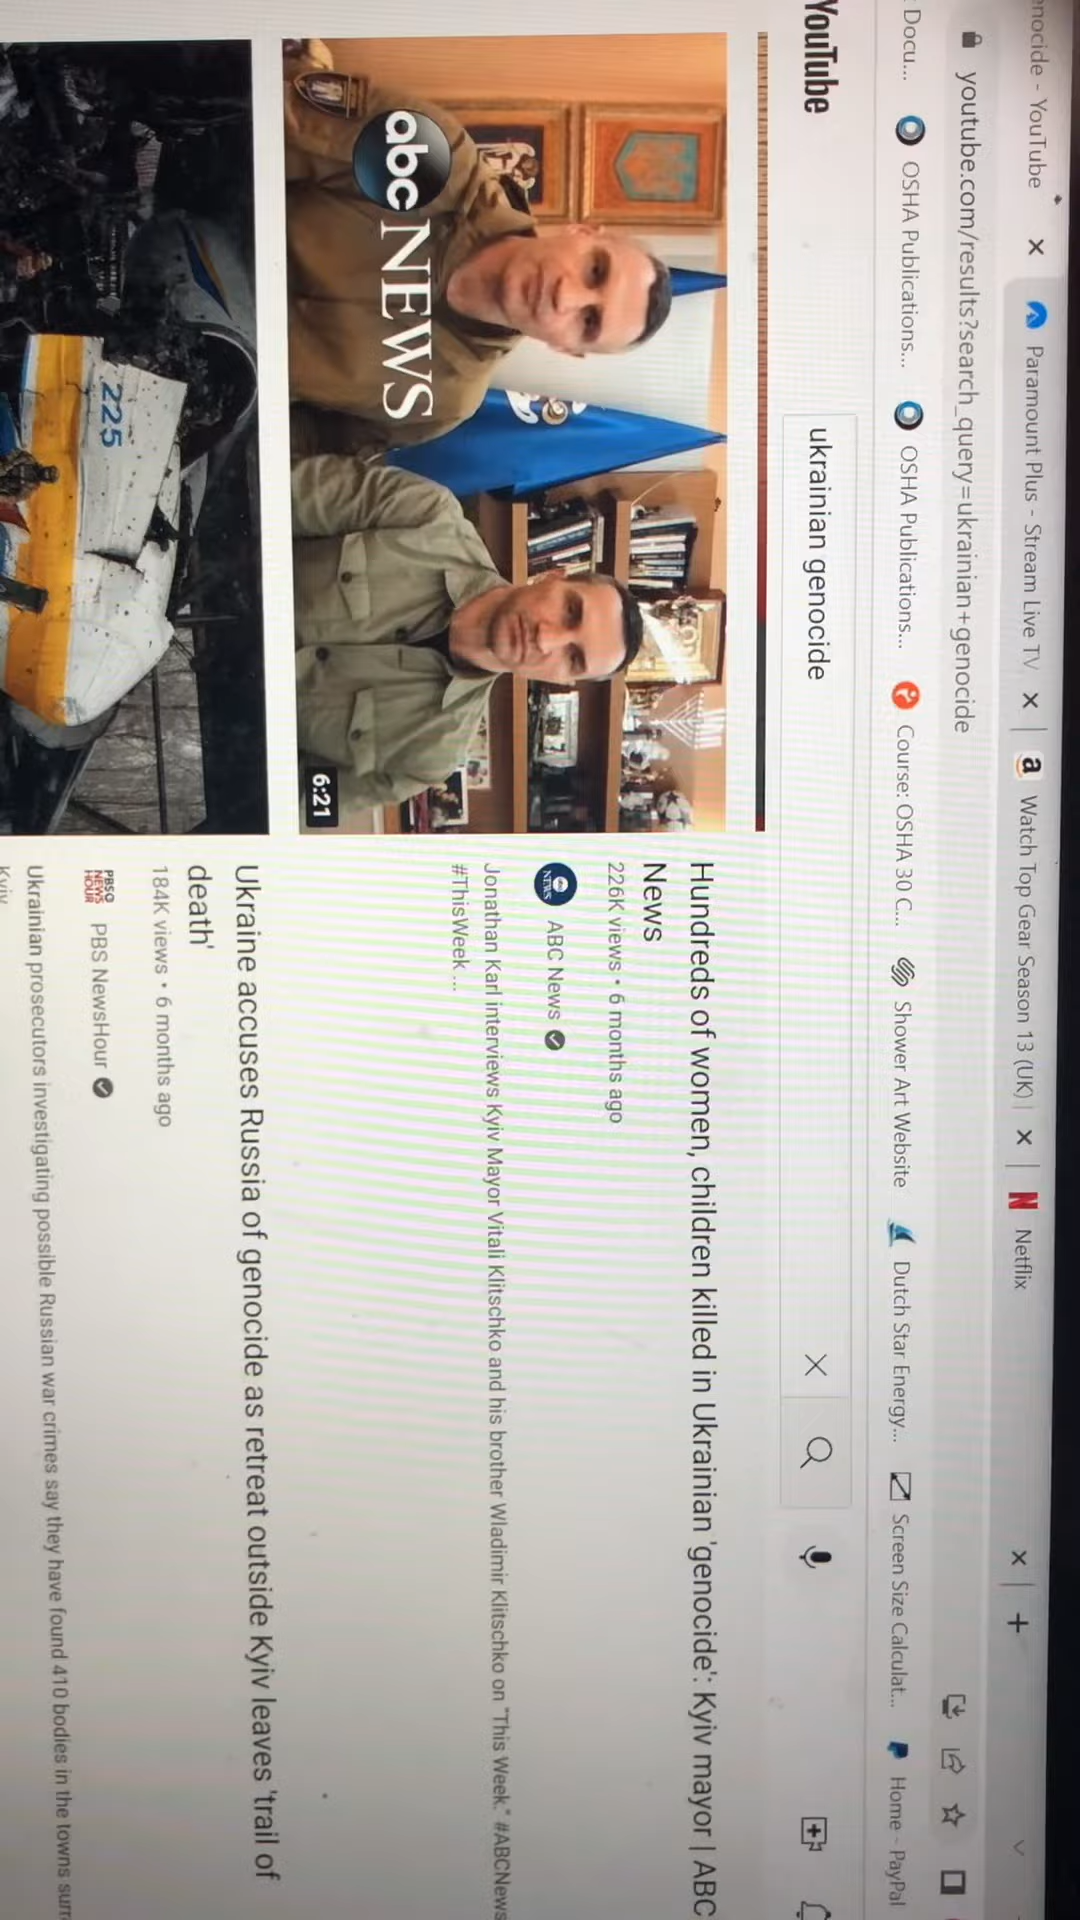 enocide - YouTube
Paramount Plus - Stream Live TV
Watch Top Gear Season 13 (UK) |
Netflix
youtube.com/results?search_query=ukrainian+genocide
Docu...
OSHA Publications...
OSHA Publications...
Course: OSHA 30 C...
Shower Art Website
Dutch Star Energy...
Screen Size Calculat...
Home - PayPal
YouTube
ukrainian genocide
abc NEWS
6:21
Hundreds of women, children killed in Ukrainian 'genocide': Kyiv mayor | ABC
News
226K views • 6 months ago
ABC News
Jonathan Karl interviews Kyiv Mayor Vitali Klitschko and his brother Wladimir Klitschko on "This Week." #ABCNews
#ThisWeek ...
225
Ukraine accuses Russia of genocide as retreat outside Kyiv leaves 'trail of
death'
184K views • 6 months ago
PBS NEWS HOUR
PBS NewsHour
Ukrainian prosecutors investigating possible Russian war crimes say they have found 410 bodies in the towns surr
Kyiv